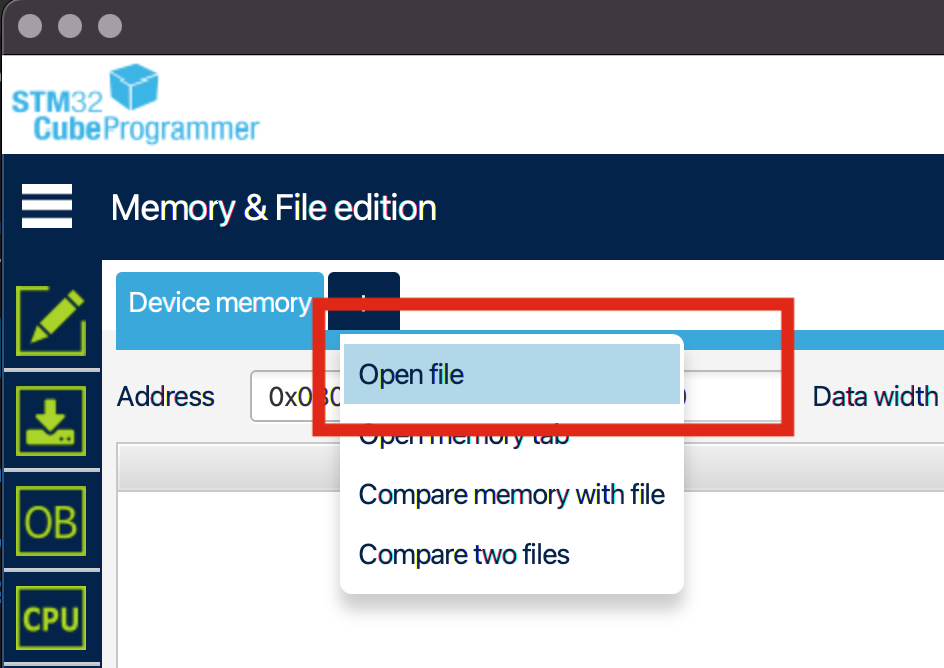 STM32
CubeProgrammer
Memory & File edition
Device memory +
Open file
Address 0x080 Data width
Open memory tab
Compare memory with file
OB
Compare two files
CPU